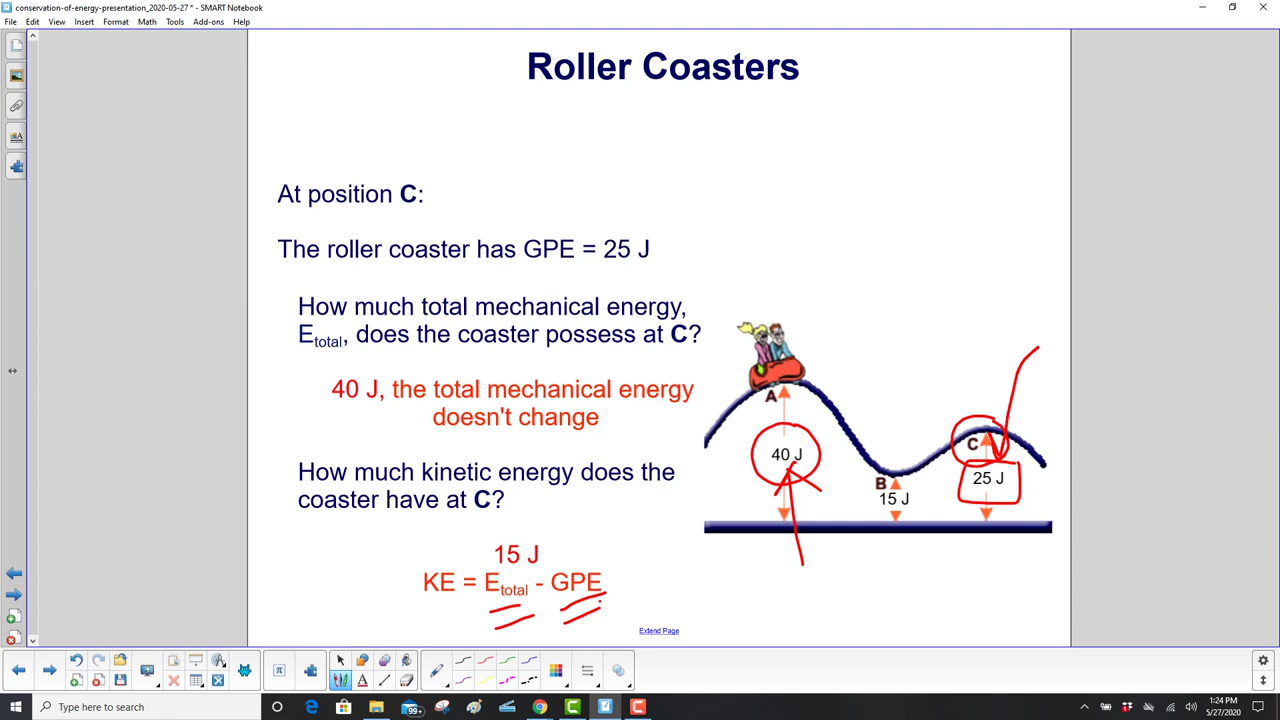 conservation-of-energy-presentation_2020-05-27 * - SMART Notebook
File Edit View Insert Format Math Tools Add-ons Help
Roller Coasters
At position C:
The roller coaster has GPE = 25 J
How much total mechanical energy,
Etotal, does the coaster possess at C?
40 J, the total mechanical energy
doesn't change
How much kinetic energy does the
coaster have at C?
15 J
KE = Etotal - GPE
A
40 J
B
15 J
C
25 J
Extend Page
Type here to search
99+
1:24 PM
5/27/2020